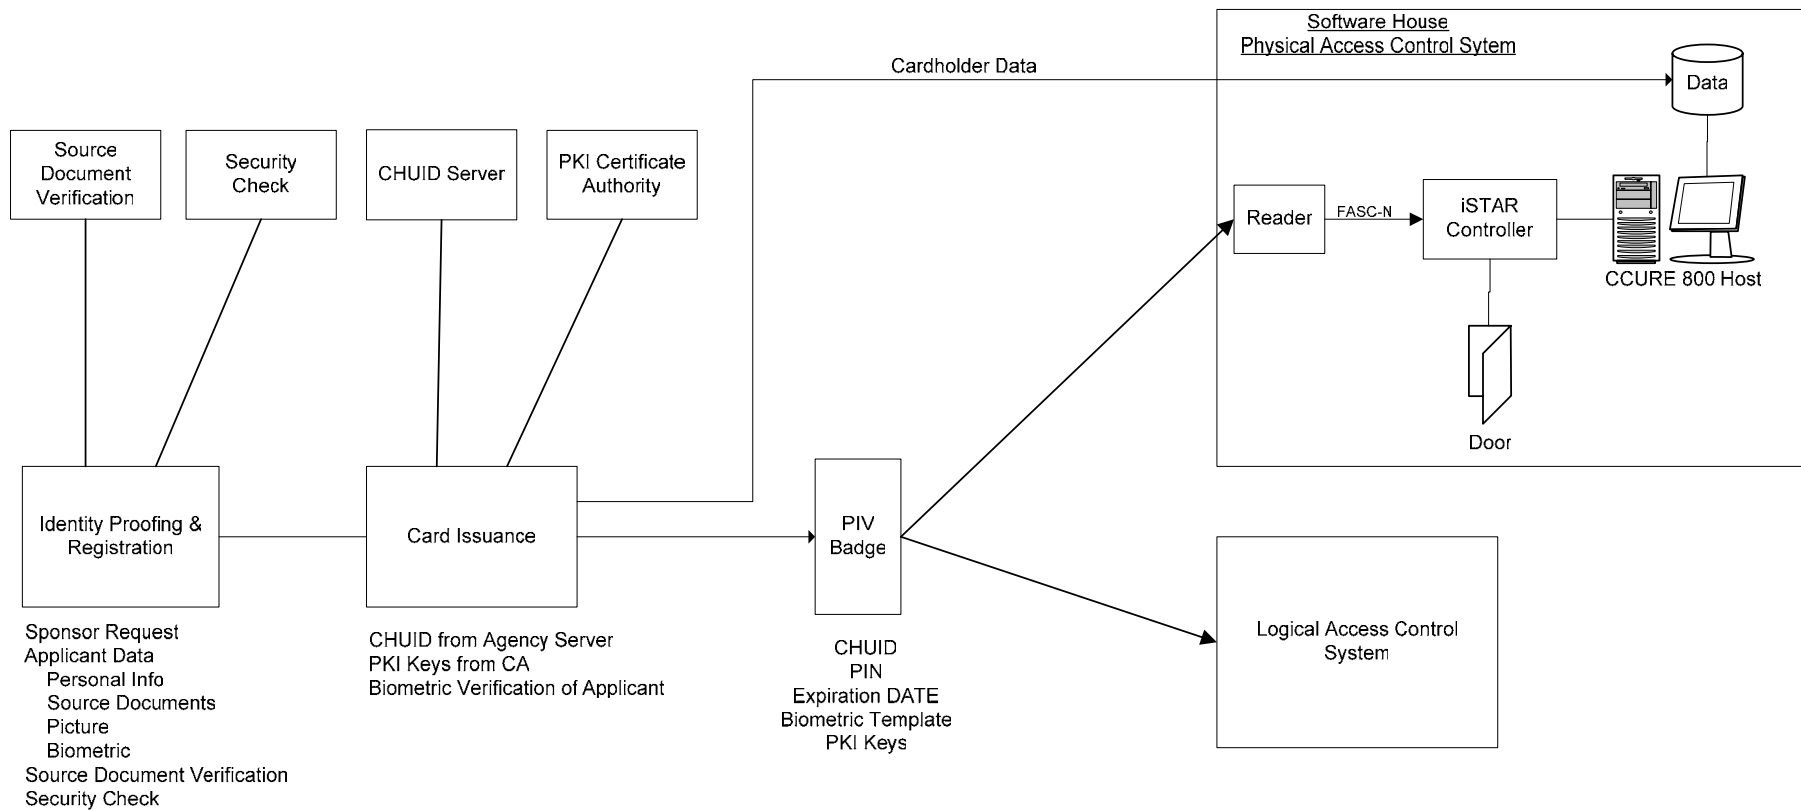 Software House
Physical Access Control Sytem
Cardholder Data
Data
Source
Document
Verification
Security
Check
CHUID Server
PKI Certificate
Authority
Reader
FASC-N
iSTAR
Controller
CCURE 800 Host
Door
Identity Proofing &
Registration
Card Issuance
PIV
Badge
Logical Access Control
System
Sponsor Request
Applicant Data
Personal Info
Source Documents
Picture
Biometric
Source Document Verification
Security Check
CHUID from Agency Server
PKI Keys from CA
Biometric Verification of Applicant
CHUID
PIN
Expiration DATE
Biometric Template
PKI Keys